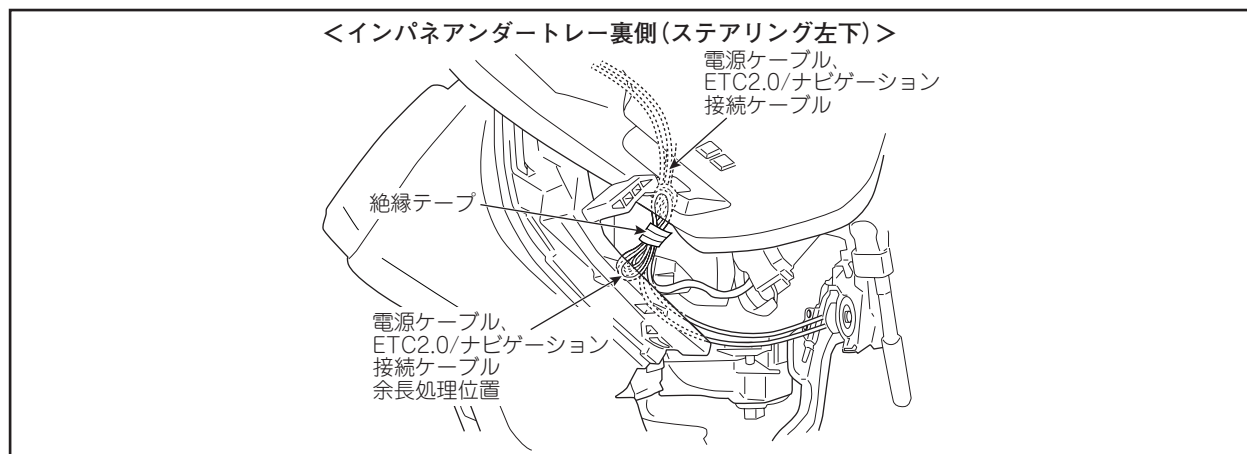 ＜インパネアンダートレー裏側（ステアリング左下）＞
電源ケーブル、
ETC2.0/ナビゲーション
接続ケーブル
絶縁テープ
電源ケーブル、
ETC2.0/ナビゲーション
接続ケーブル
余長処理位置